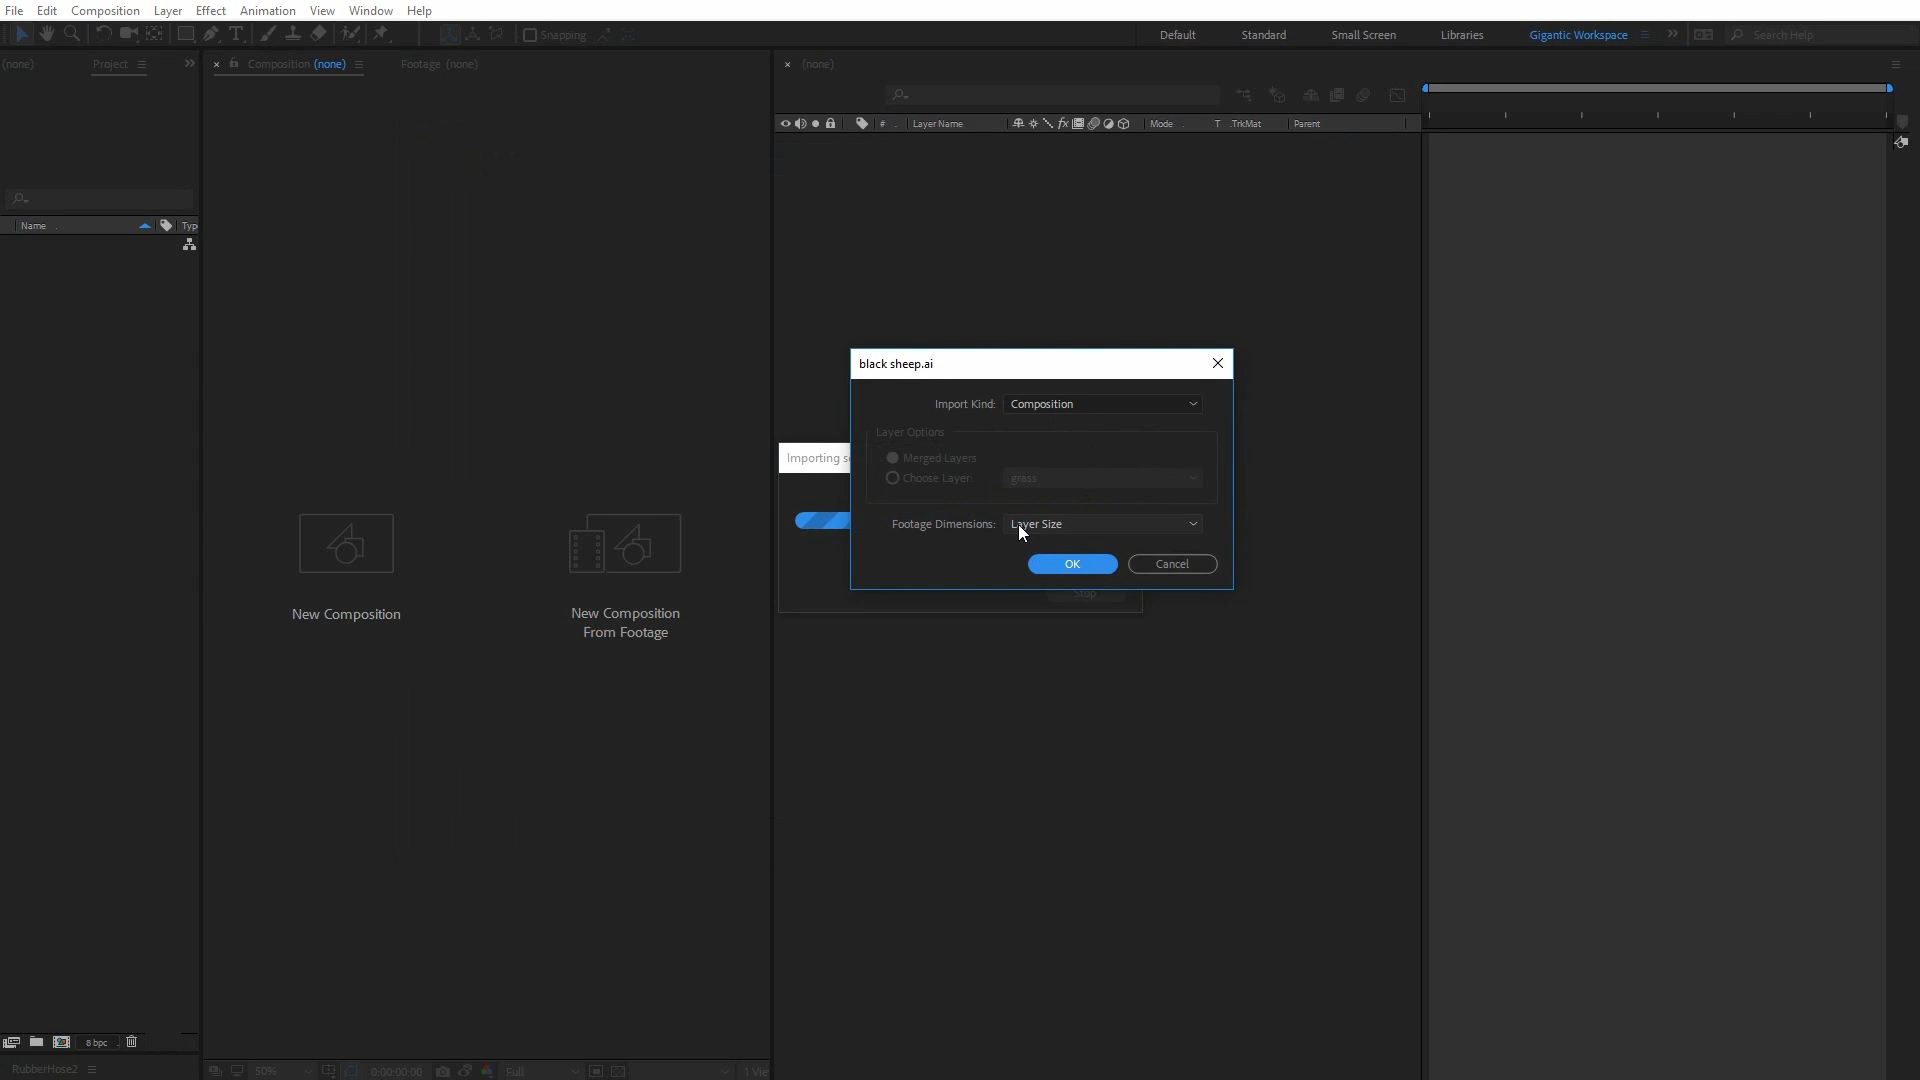 File Edit Composition Layer Effect Animation View Window Help
Snapping
Default Standard Small Screen Libraries Gigantic Workspace Search Help
(none) Project
Composition (none) Footage (none)
(none)
# Layer Name Mode T .TrkMat Parent
Name Typ
black sheep.ai
Import Kind: Composition
Layer Options
Merged Layers
Choose Layer: grass
Footage Dimensions: Layer Size
OK Cancel
Importing s
Stop
New Composition
New Composition
From Footage
8 bpc
RubberHose2
50% 0:00:00:00 Full 1 Vie